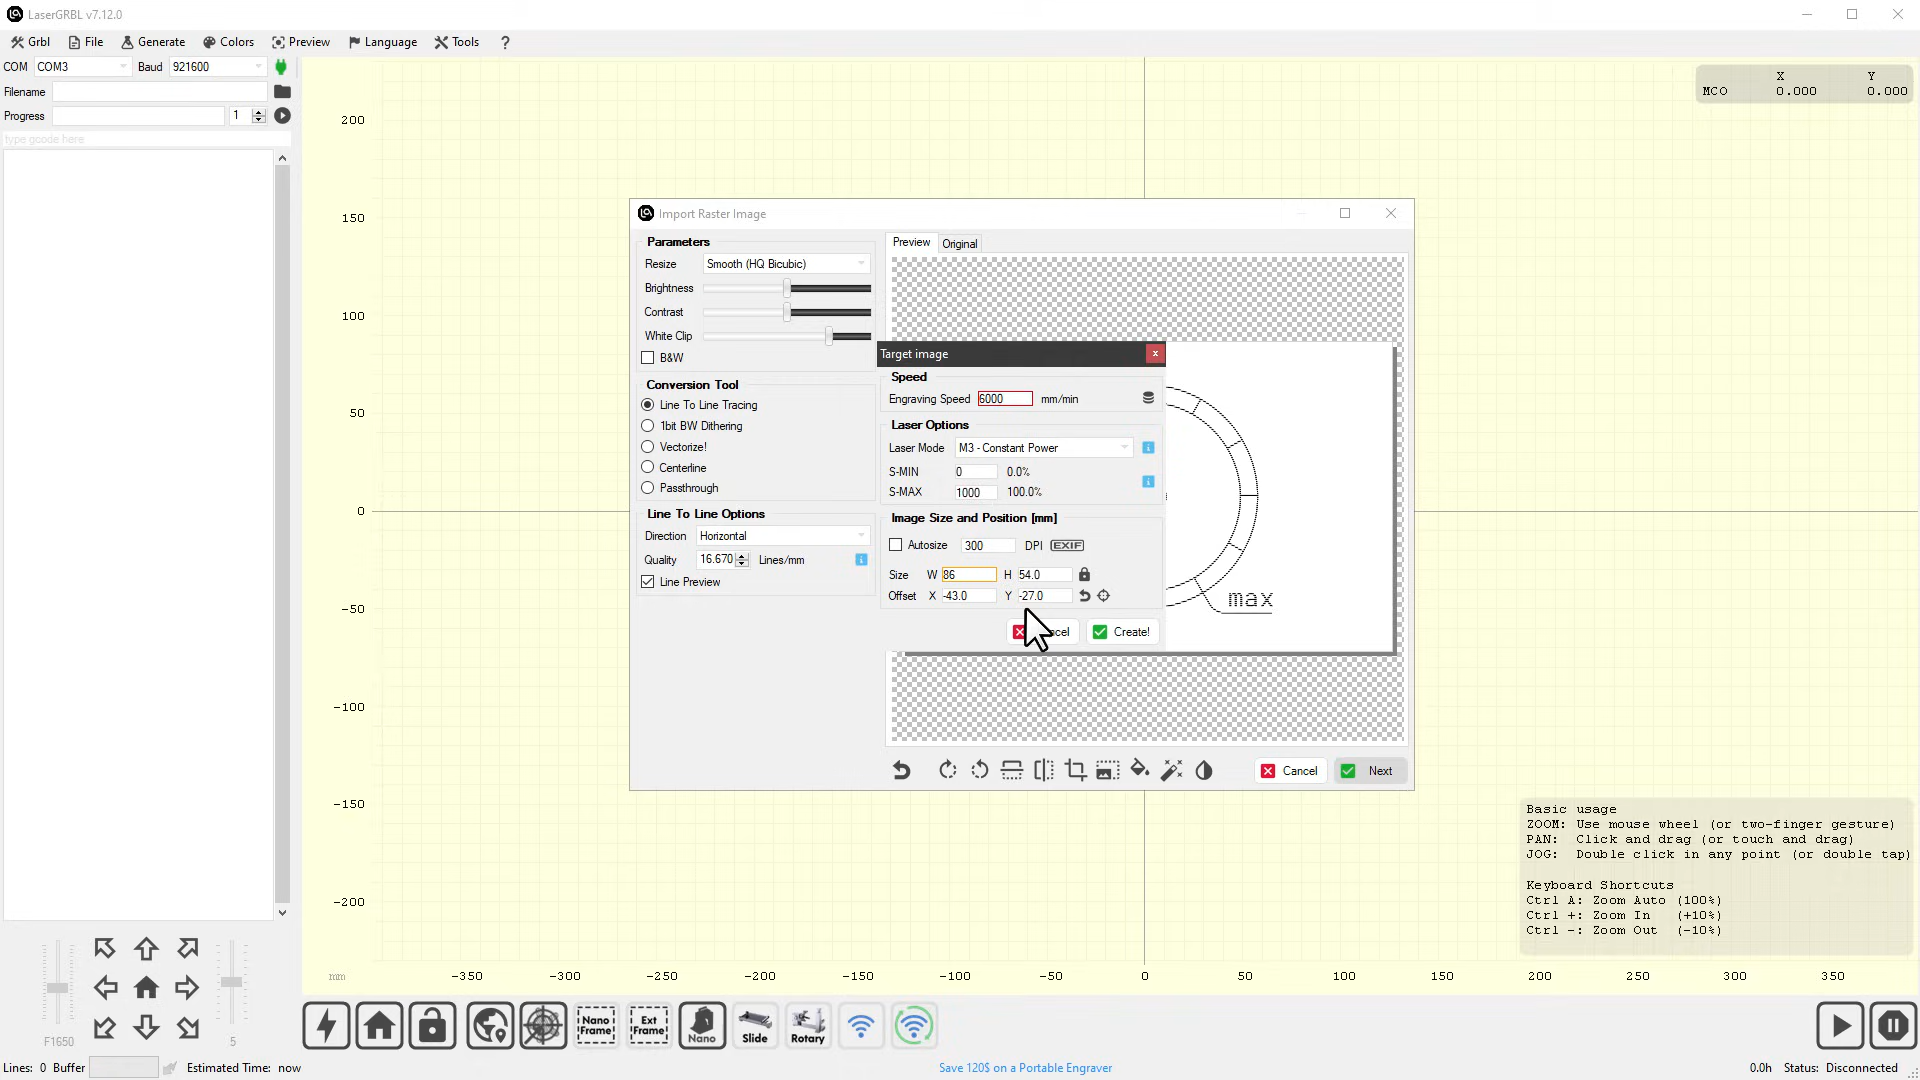 LaserGRBL v7.12.0
Grbl File Generate Colors Preview Language Tools ?
COM COM3 Baud 921600
Filename
Progress 1
type gcode here
X Y
MCO 0.000 0.000
200
150
100
50
0
-50
-100
-150
-200
mm -350 -300 -250 -200 -150 -100 -50 0 50 100 150 200 250 300 350
Import Raster Image
Parameters
Resize Smooth (HQ Bicubic)
Brightness
Contrast
White Clip
B&W
Conversion Tool
Line To Line Tracing
1bit BW Dithering
Vectorize!
Centerline
Passthrough
Line To Line Options
Direction Horizontal
Quality 16.670 Lines/mm
Line Preview
Preview Original
Target image
Speed
Engraving Speed 6000 mm/min
Laser Options
Laser Mode M3 - Constant Power
S-MIN 0 0.0%
S-MAX 1000 100.0%
Image Size and Position [mm]
Autosize 300 DPI EXIF
Size W 86 H 54.0
Offset X -43.0 Y -27.0
Create!
max
Cancel Next
Basic usage
ZOOM: Use mouse wheel (or two-finger gesture)
PAN: Click and drag (or touch and drag)
JOG: Double click in any point (or double tap)
Keyboard Shortcuts
Ctrl A: Zoom Auto (100%)
Ctrl +: Zoom In (+10%)
Ctrl -: Zoom Out (-10%)
F1650 5
Nano Frame
Ext Frame
Nano
Slide
Rotary
Lines: 0 Buffer Estimated Time: now
Save 120$ on a Portable Engraver
0.0h Status: Disconnected